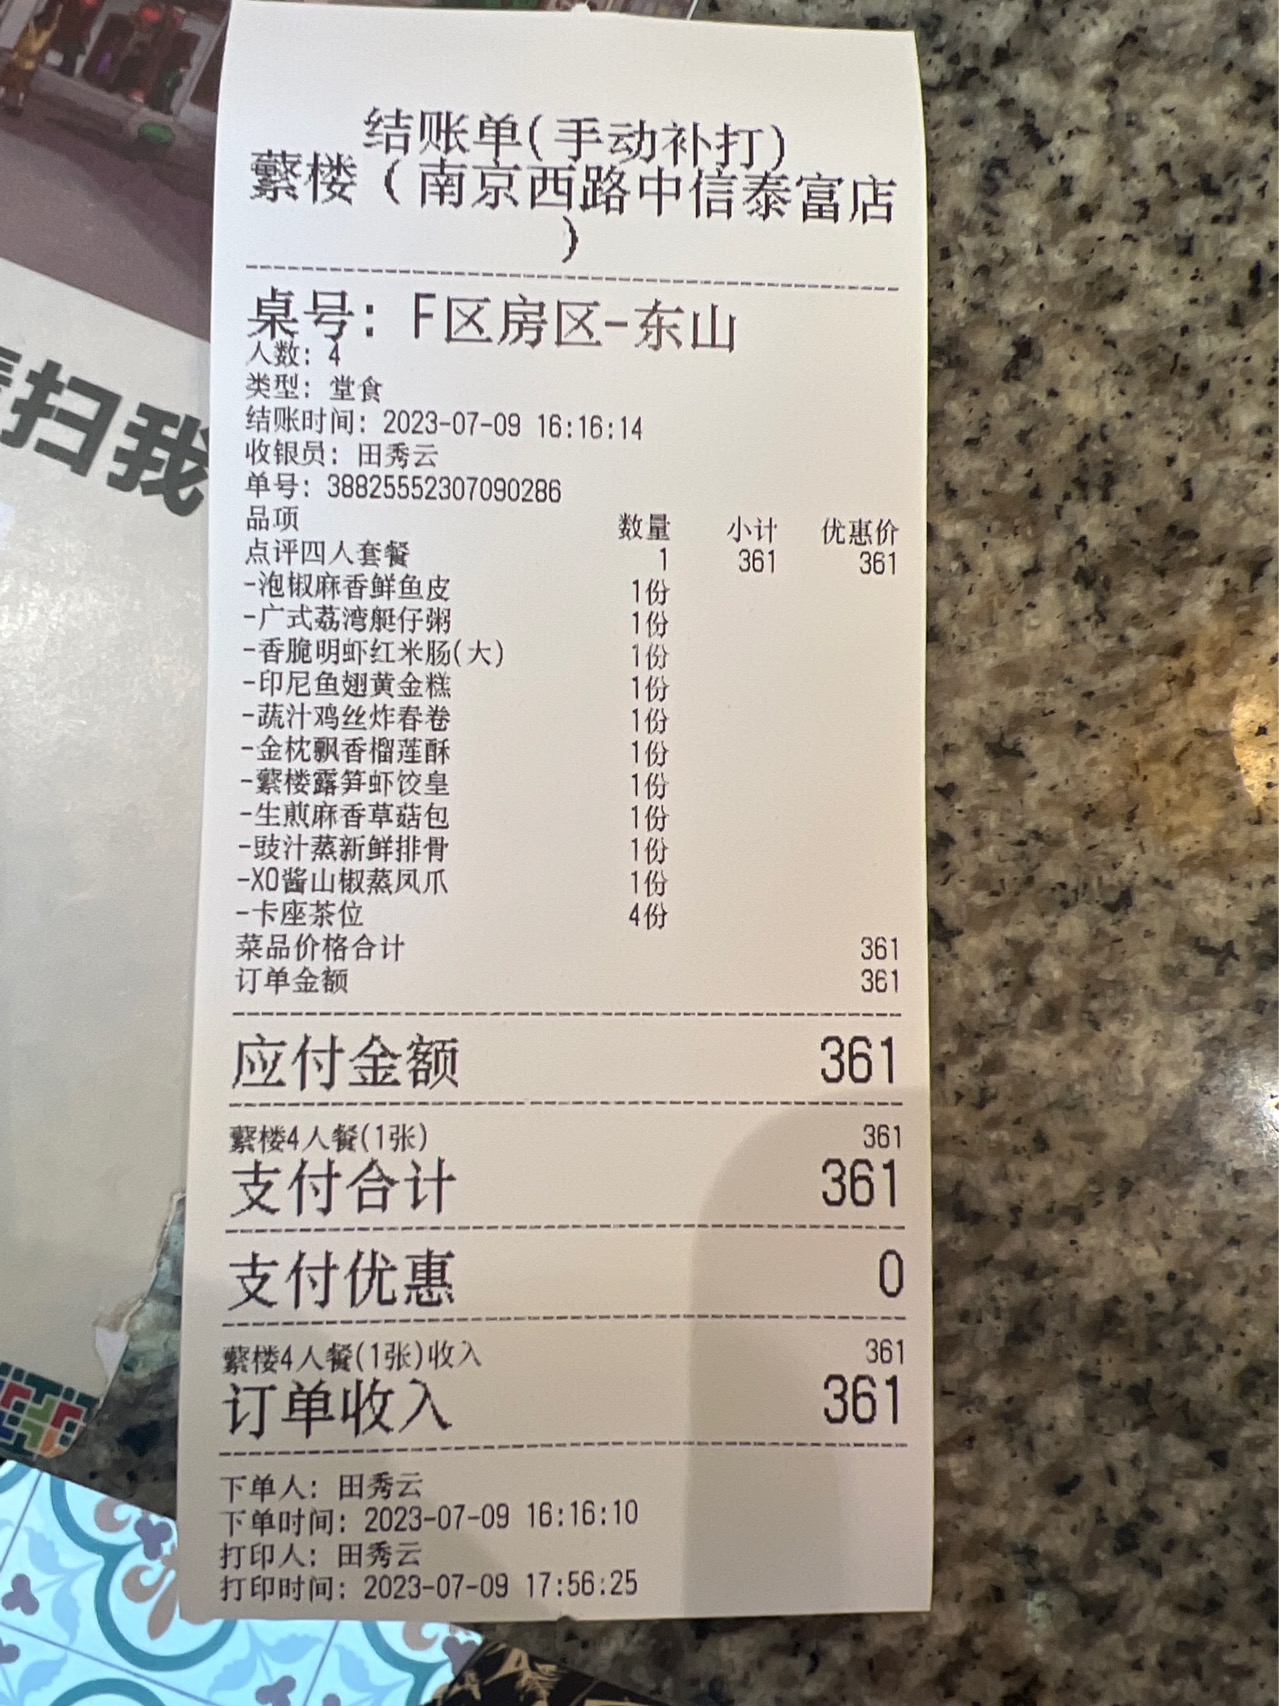 结账单(手动补打)
蘩楼（南京西路中信泰富店
）
桌号：F区房区-东山
人数：4
类型：堂食
结账时间：2023-07-09 16:16:14
收银员：田秀云
单号：38825552307090286
品项 数量 小计 优惠价
点评四人套餐 1 361 361
-泡椒麻香鲜鱼皮 1份
-广式荔湾艇仔粥 1份
-香脆明虾红米肠(大) 1份
-印尼鱼翅黄金糕 1份
-蔬汁鸡丝炸春卷 1份
-金枕飘香榴莲酥 1份
-蘩楼露笋虾饺皇 1份
-生煎麻香草菇包 1份
-豉汁蒸新鲜排骨 1份
-XO酱山椒蒸凤爪 1份
-卡座茶位 4份
菜品价格合计 361
订单金额 361
应付金额 361
蘩楼4人餐(1张) 361
支付合计 361
支付优惠 0
蘩楼4人餐(1张)收入 361
订单收入 361
下单人：田秀云
下单时间：2023-07-09 16:16:10
打印人：田秀云
打印时间：2023-07-09 17:56:25
扫我